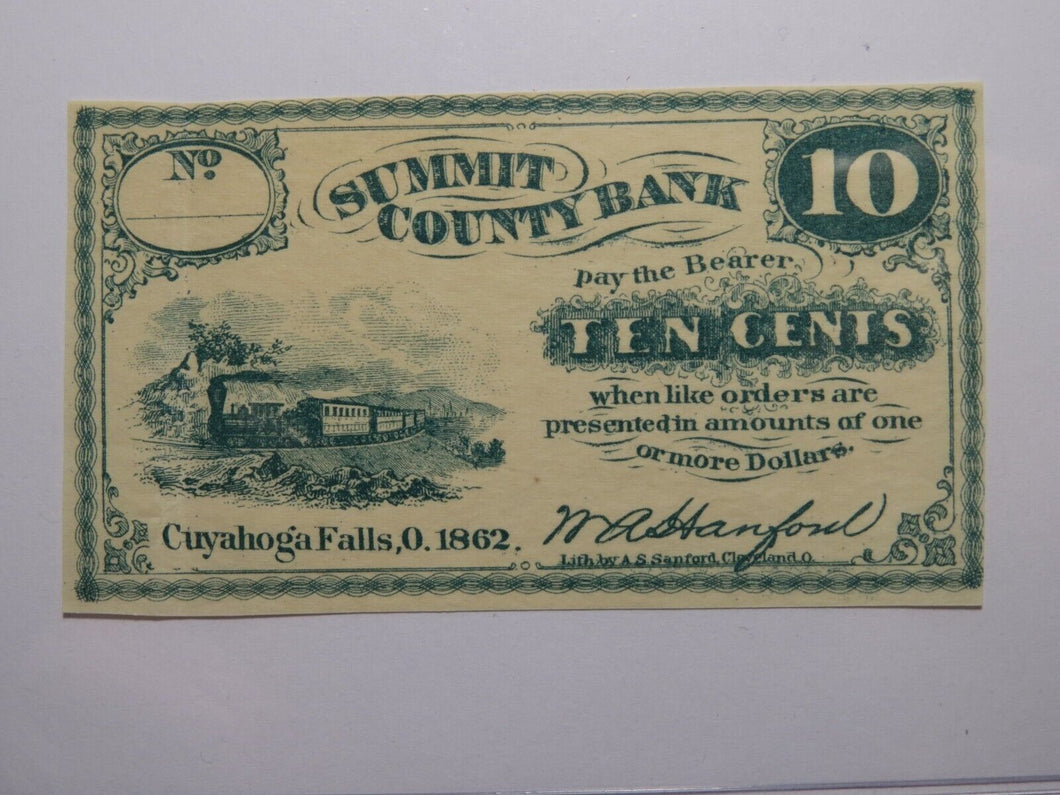 No.
SUMMIT
COUNTY BANK
10
pay the Bearer
TEN CENTS
when like orders are
presented in amounts of one
or more Dollars.
Cuyahoga Falls, O. 1862.
W A Hanford
Lith. by A S. Sanford, Cleveland. O.